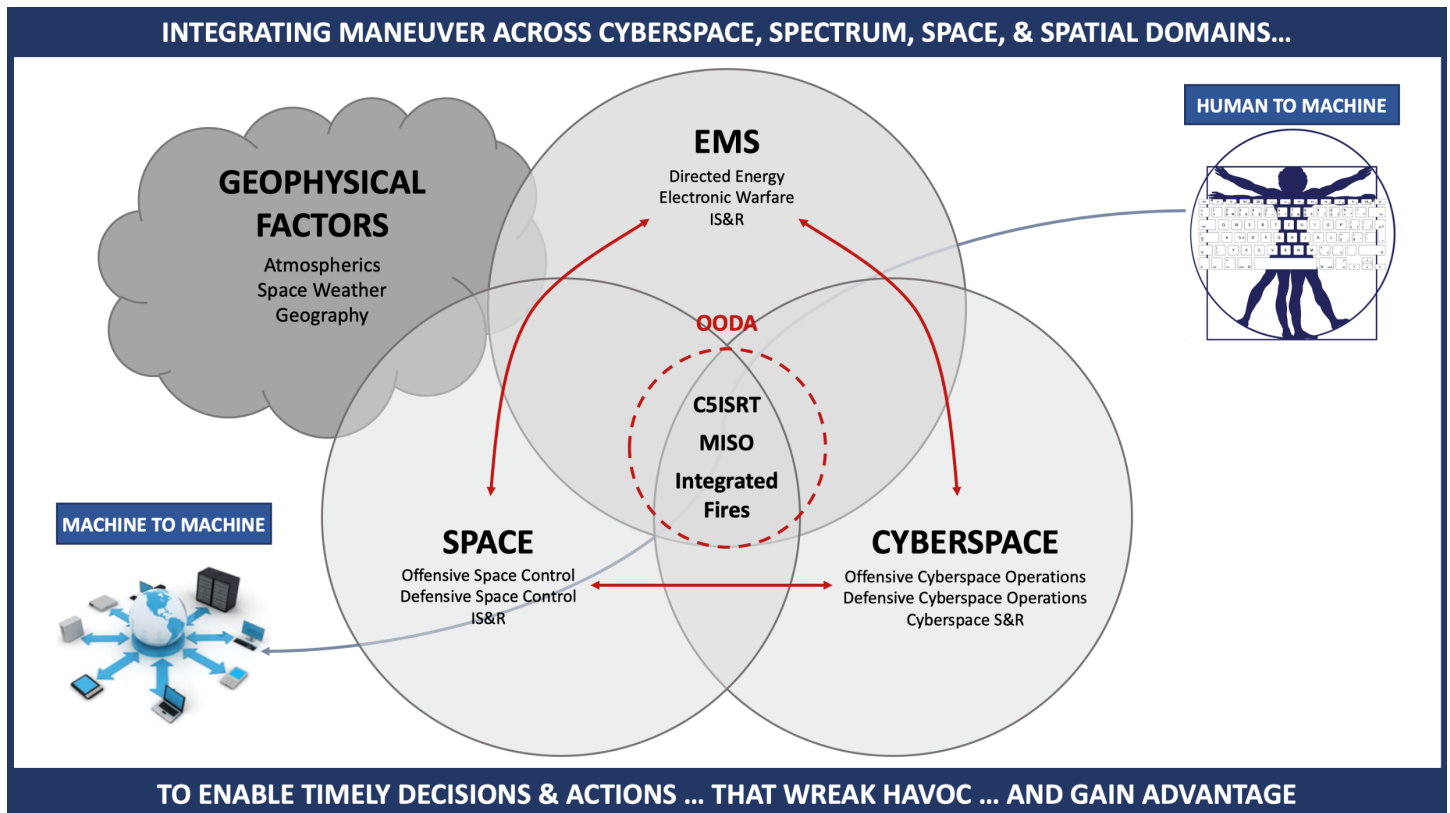 INTEGRATING MANEUVER ACROSS CYBERSPACE, SPECTRUM, SPACE, & SPATIAL DOMAINS…
HUMAN TO MACHINE
EMS
Directed Energy
Electronic Warfare
IS&R
GEOPHYSICAL
FACTORS
Atmospherics
Space Weather
Geography
OODA
C5ISRT
MISO
Integrated
Fires
MACHINE TO MACHINE
SPACE
Offensive Space Control
Defensive Space Control
IS&R
CYBERSPACE
Offensive Cyberspace Operations
Defensive Cyberspace Operations
Cyberspace S&R
TO ENABLE TIMELY DECISIONS & ACTIONS … THAT WREAK HAVOC … AND GAIN ADVANTAGE